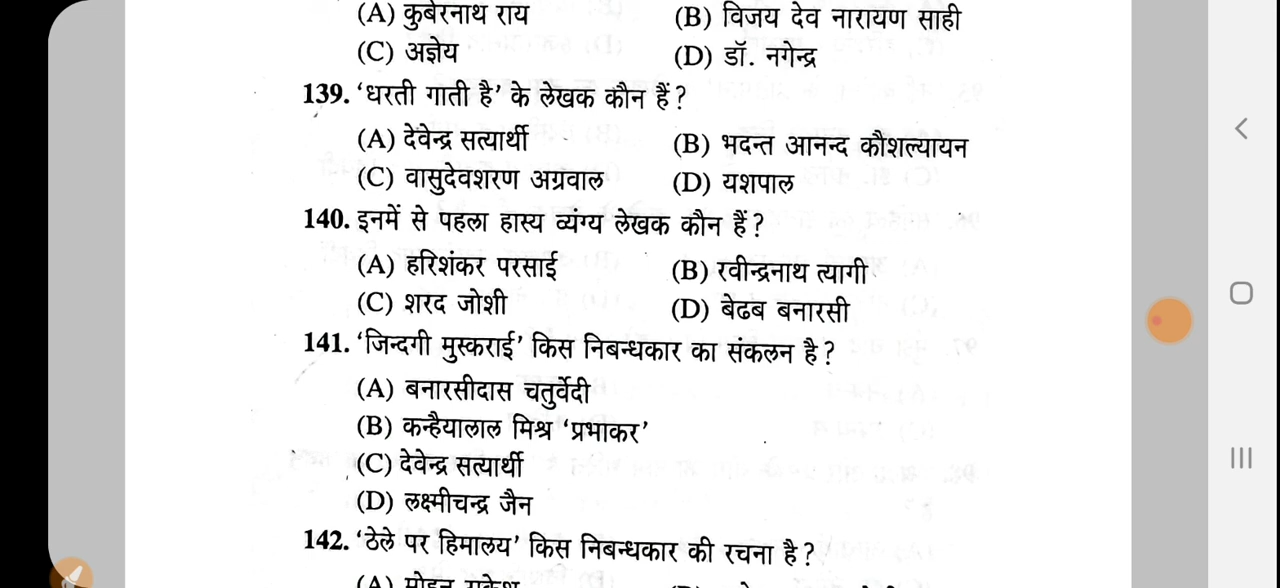 (A) कुबेरनाथ राय (B) विजय देव नारायण साही
(C) अज्ञेय (D) डॉ. नगेन्द्र
139. ‘धरती गाती है’ के लेखक कौन हैं?
(A) देवेन्द्र सत्यार्थी (B) भदन्त आनन्द कौशल्यायन
(C) वासुदेवशरण अग्रवाल (D) यशपाल
140. इनमें से पहला हास्य व्यंग्य लेखक कौन हैं?
(A) हरिशंकर परसाई (B) रवीन्द्रनाथ त्यागी
(C) शरद जोशी (D) बेढब बनारसी
141. ‘जिन्दगी मुस्कराई’ किस निबन्धकार का संकलन है?
(A) बनारसीदास चतुर्वेदी
(B) कन्हैयालाल मिश्र ‘प्रभाकर’
(C) देवेन्द्र सत्यार्थी
(D) लक्ष्मीचन्द्र जैन
142. ‘ठेले पर हिमालय’ किस निबन्धकार की रचना है?
(A) मोहन राकेश